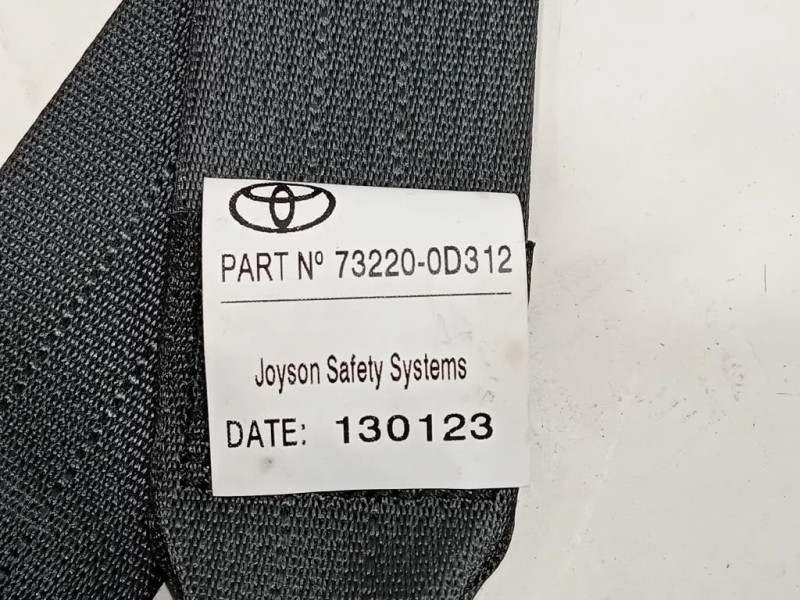 PART Nº 73220-0D312
Joyson Safety Systems
DATE: 130123